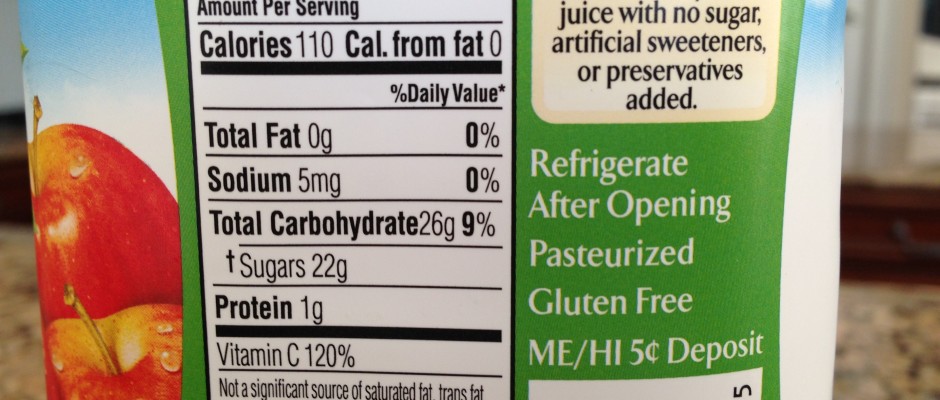 Amount Per Serving
Calories 110 Cal. from fat 0
%Daily Value*
Total Fat 0g 0%
Sodium 5mg 0%
Total Carbohydrate 26g 9%
†Sugars 22g
Protein 1g
Vitamin C 120%
Not a significant source of saturated fat, trans fat
juice with no sugar,
artificial sweeteners,
or preservatives
added.
Refrigerate
After Opening
Pasteurized
Gluten Free
ME/HI 5¢ Deposit
5